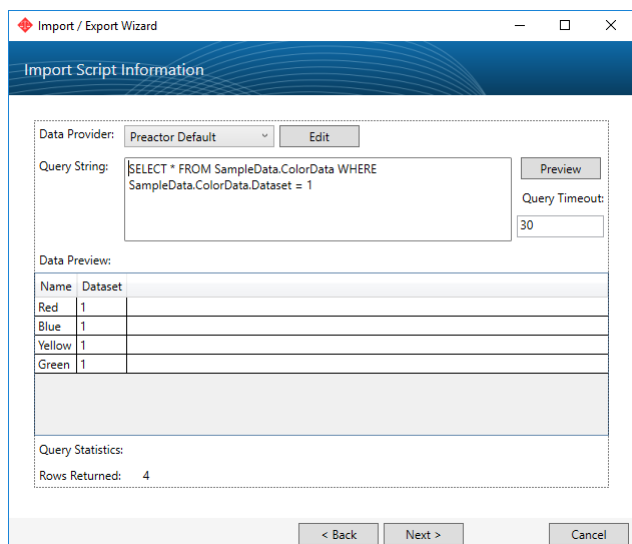 Import / Export Wizard
Import Script Information
Data Provider: Preactor Default Edit
Query String: SELECT * FROM SampleData.ColorData WHERE Preview
SampleData.ColorData.Dataset = 1
Query Timeout:
30
Data Preview:
Name Dataset
Red 1
Blue 1
Yellow 1
Green 1
Query Statistics:
Rows Returned: 4
< Back Next > Cancel